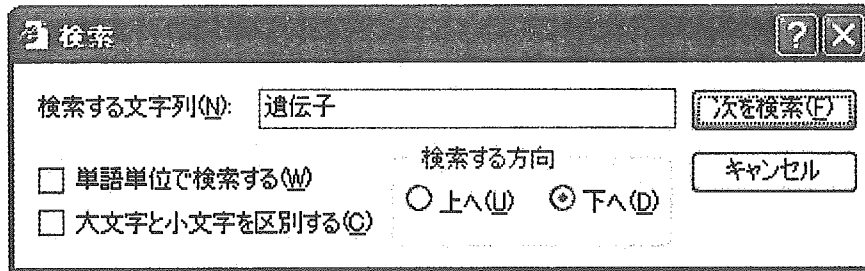 検索
検索する文字列(N): 遺伝子 次を検索(F)
単語単位で検索する(W)
大文字と小文字を区別する(C)
検索する方向
上へ(U) 下へ(D)
キャンセル